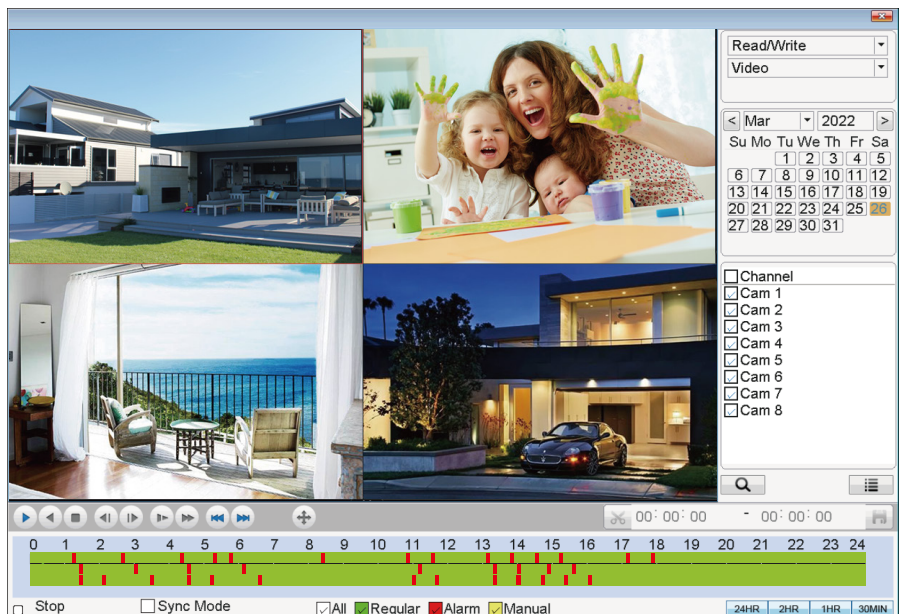 Read/Write
Video
< Mar 2022 >
Su Mo Tu We Th Fr Sa
1 2 3 4 5
6 7 8 9 10 11 12
13 14 15 16 17 18 19
20 21 22 23 24 25 26
27 28 29 30 31
Channel
Cam 1
Cam 2
Cam 3
Cam 4
Cam 5
Cam 6
Cam 7
Cam 8
00:00:00 - 00:00:00
0 1 2 3 4 5 6 7 8 9 10 11 12 13 14 15 16 17 18 19 20 21 22 23 24
Stop Sync Mode All Regular Alarm Manual 24HR 2HR 1HR 30MIN